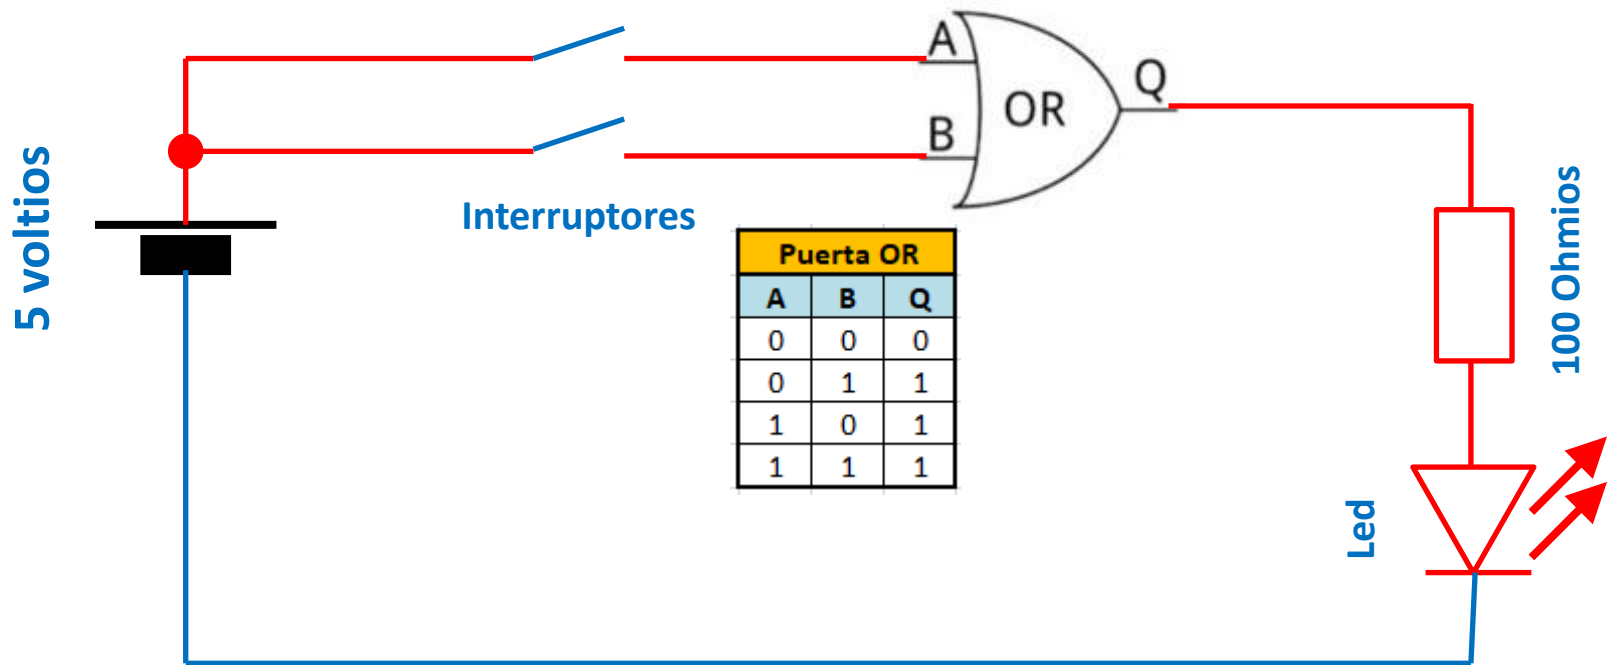 A
OR
Q
B
5 voltios
Interruptores
100 Ohmios
Puerta OR
A B Q
0 0 0
0 1 1
1 0 1
1 1 1
Led